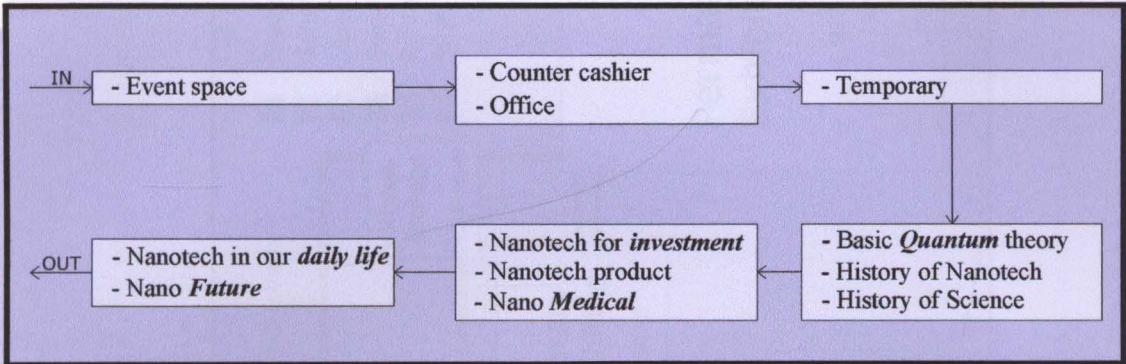 IN
- Event space
- Counter cashier
- Office
- Temporary
- Basic Quantum theory
- History of Nanotech
- History of Science
- Nanotech for investment
- Nanotech product
- Nano Medical
- Nanotech in our daily life
- Nano Future
OUT